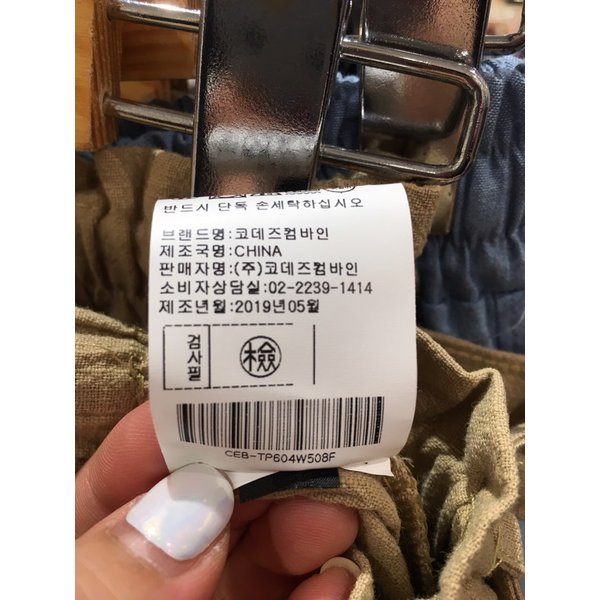 반드시 단독 손세탁하십시오
브랜드명:코데즈컴바인
제조국명:CHINA
판매자명:(주)코데즈컴바인
소비자상담실:02-2239-1414
제조년월:2019년05월
검사필
檢
CEB-TP604W508F